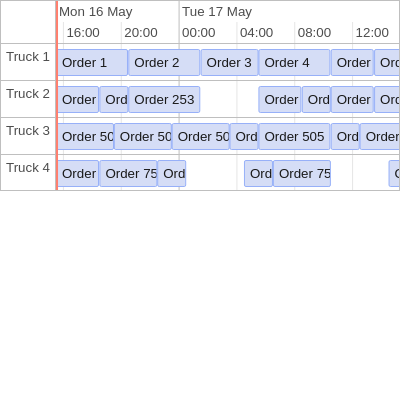 Mon 16 May Tue 17 May
16:00 20:00 00:00 04:00 08:00 12:00
Truck 1 Order 1 Order 2 Order 3 Order 4 Order Ord
Truck 2 Order Ord Order 253 Order Ord Order Ord
Truck 3 Order 50 Order 50 Order 50 Ord Order 505 Ord Order
Truck 4 Order Order 75 Ord Ord Order 75